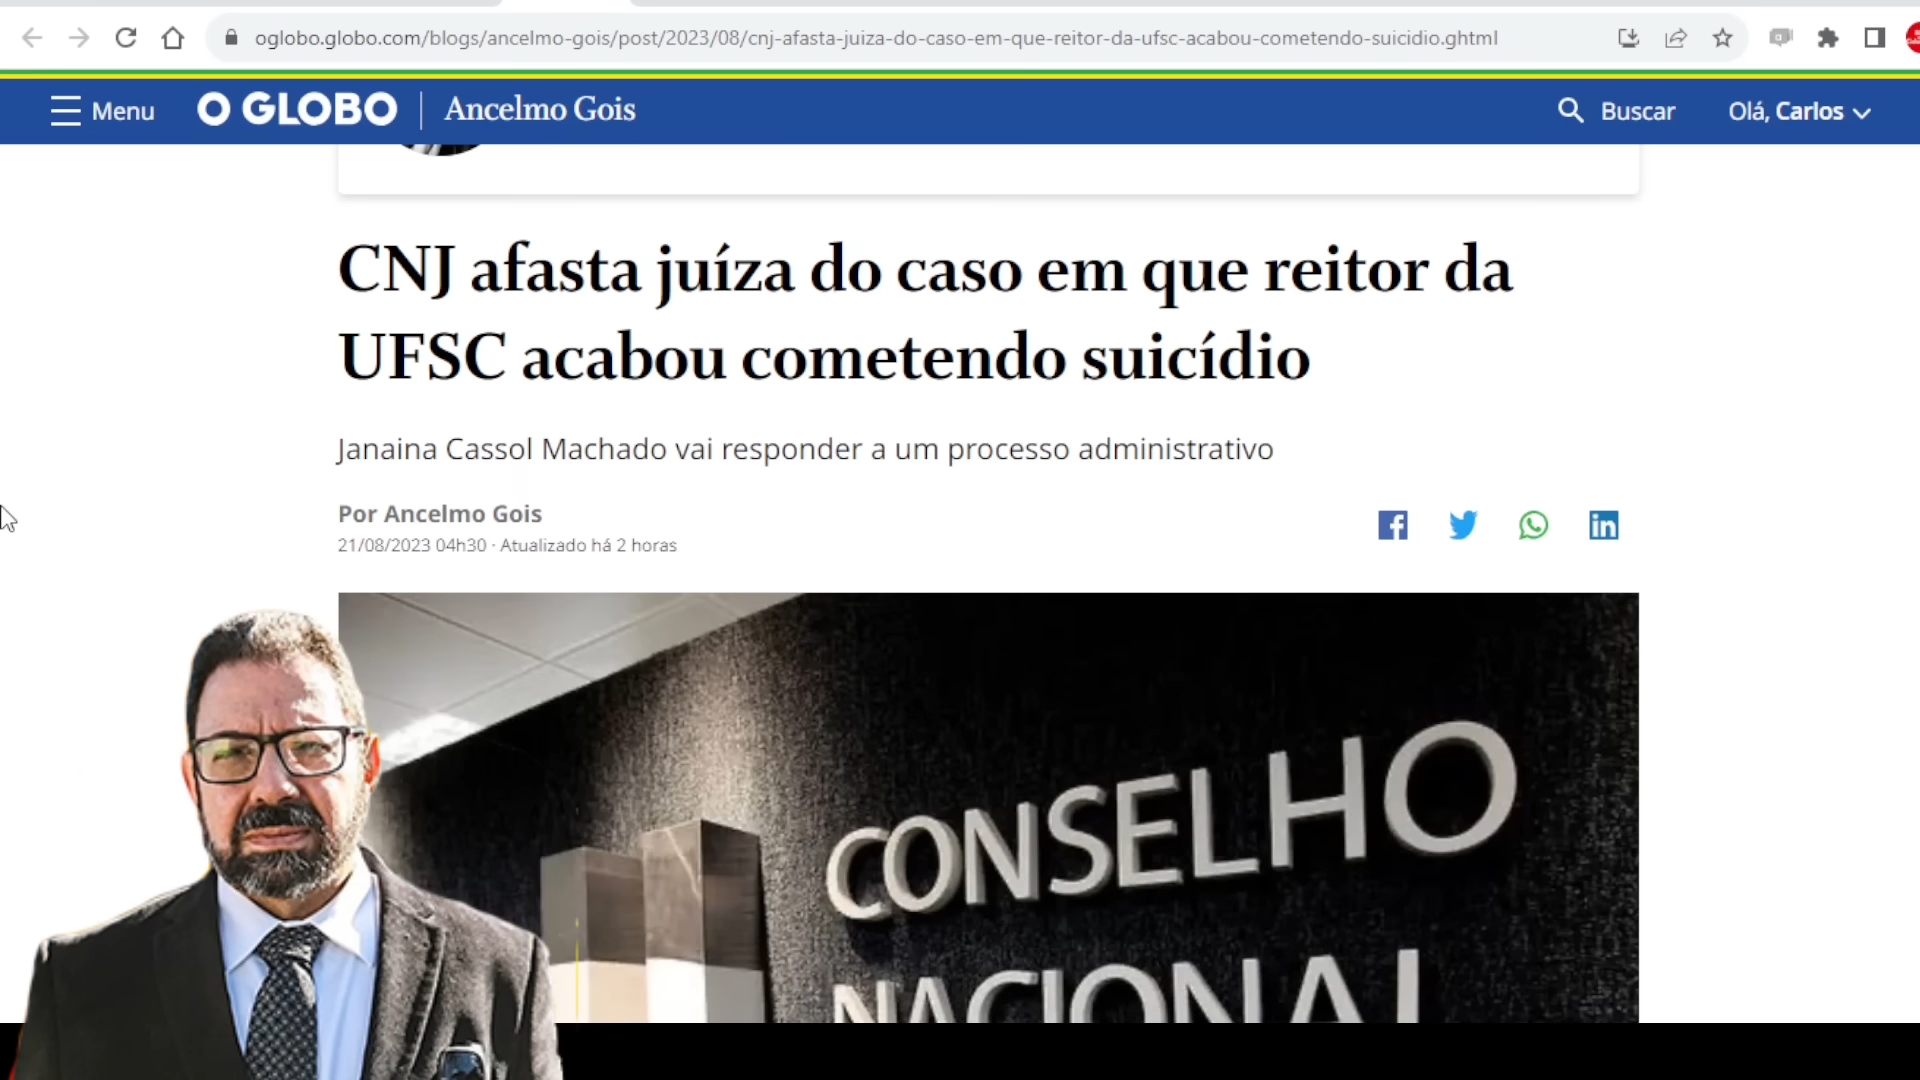 oglobo.globo.com/blogs/ancelmo-gois/post/2023/08/cnj-afasta-juiza-do-caso-em-que-reitor-da-ufsc-acabou-cometendo-suicidio.ghtml
Menu O GLOBO Ancelmo Gois Buscar Olá, Carlos
CNJ afasta juíza do caso em que reitor da
UFSC acabou cometendo suicídio
Janaina Cassol Machado vai responder a um processo administrativo
Por Ancelmo Gois
21/08/2023 04h30 · Atualizado há 2 horas
CONSELHO
NACIONAL